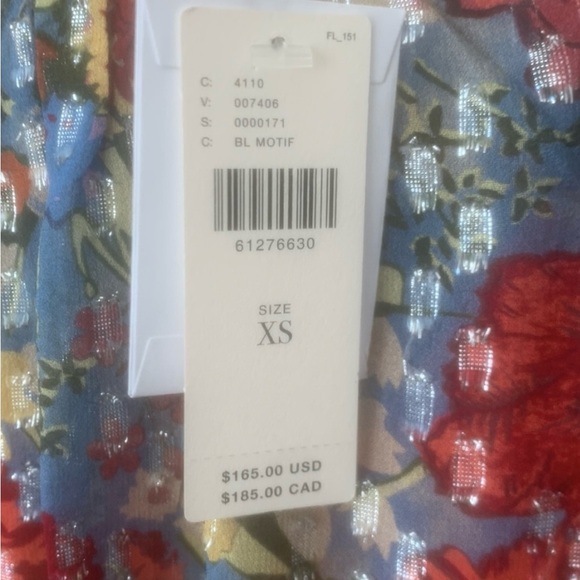 FL_151
C: 4110
V: 007406
S: 0000171
C: BL MOTIF
61276630
SIZE
XS
$165.00 USD
$185.00 CAD